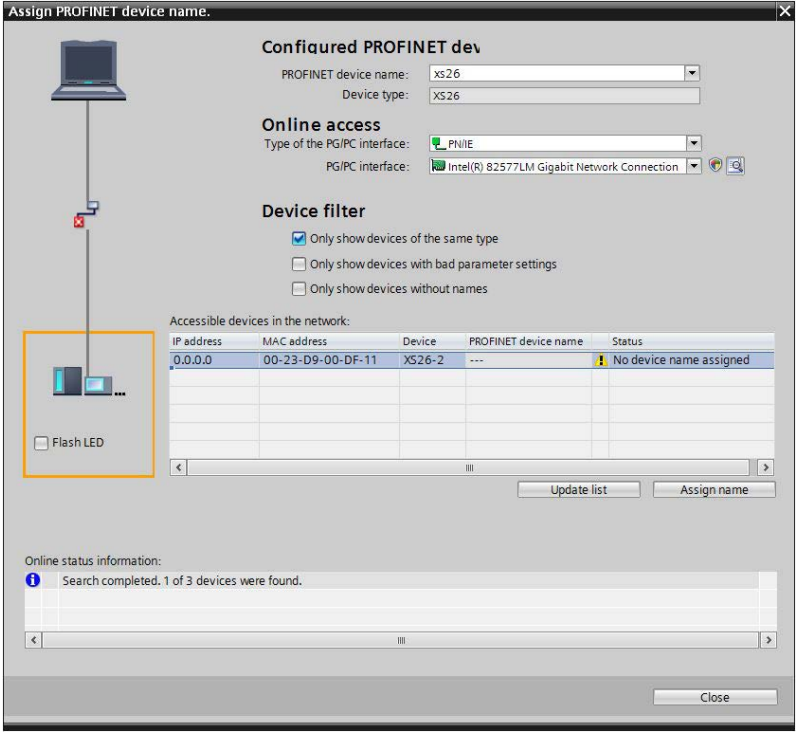 Assign PROFINET device name.
Configured PROFINET dev
PROFINET device name: xs26
Device type: XS26
Online access
Type of the PG/PC interface: PN/IE
PG/PC interface: Intel(R) 82577LM Gigabit Network Connection
Device filter
Only show devices of the same type
Only show devices with bad parameter settings
Only show devices without names
Accessible devices in the network:
IP address MAC address Device PROFINET device name Status
0.0.0.0 00-23-D9-00-DF-11 XS26-2 --- No device name assigned
...
Flash LED
Update list Assign name
Online status information:
Search completed. 1 of 3 devices were found.
Close